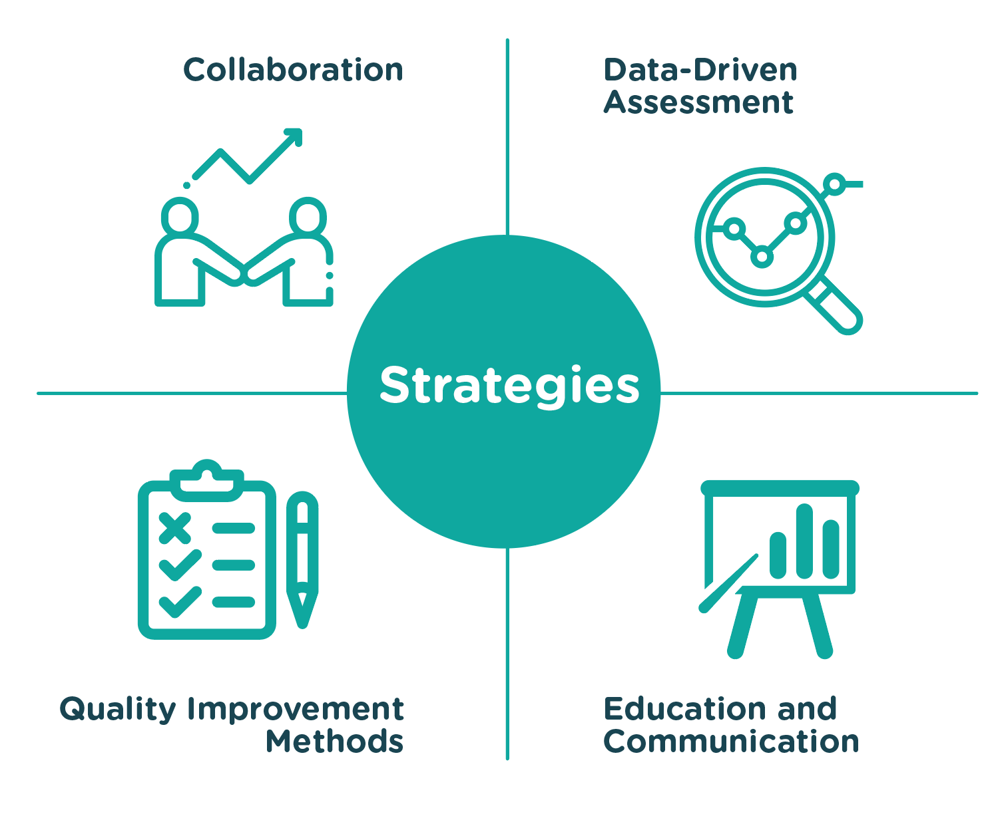 Collaboration
Data-Driven
Assessment
Strategies
Quality Improvement
Methods
Education and
Communication